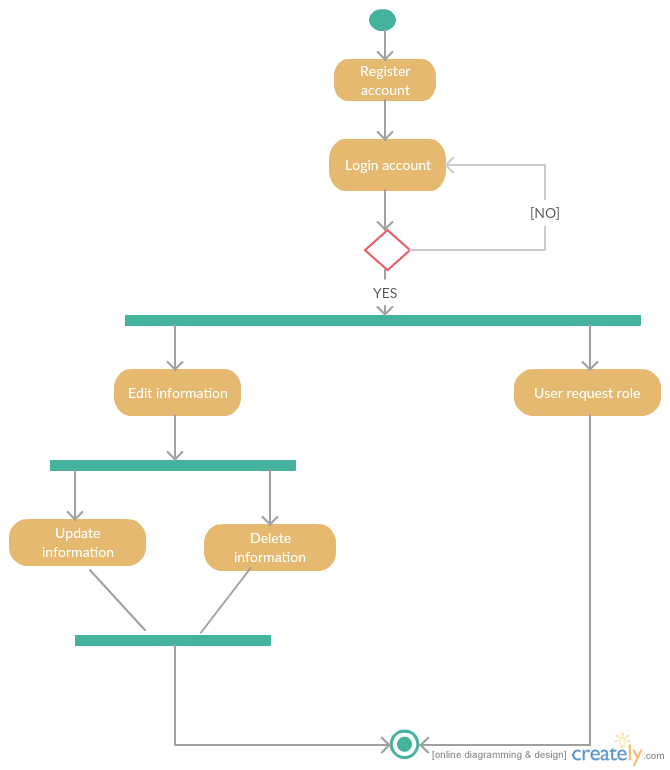 Register
account
Login account
[NO]
YES
Edit information
User request role
Update
information
Delete
information
[online diagramming & design] creately.com